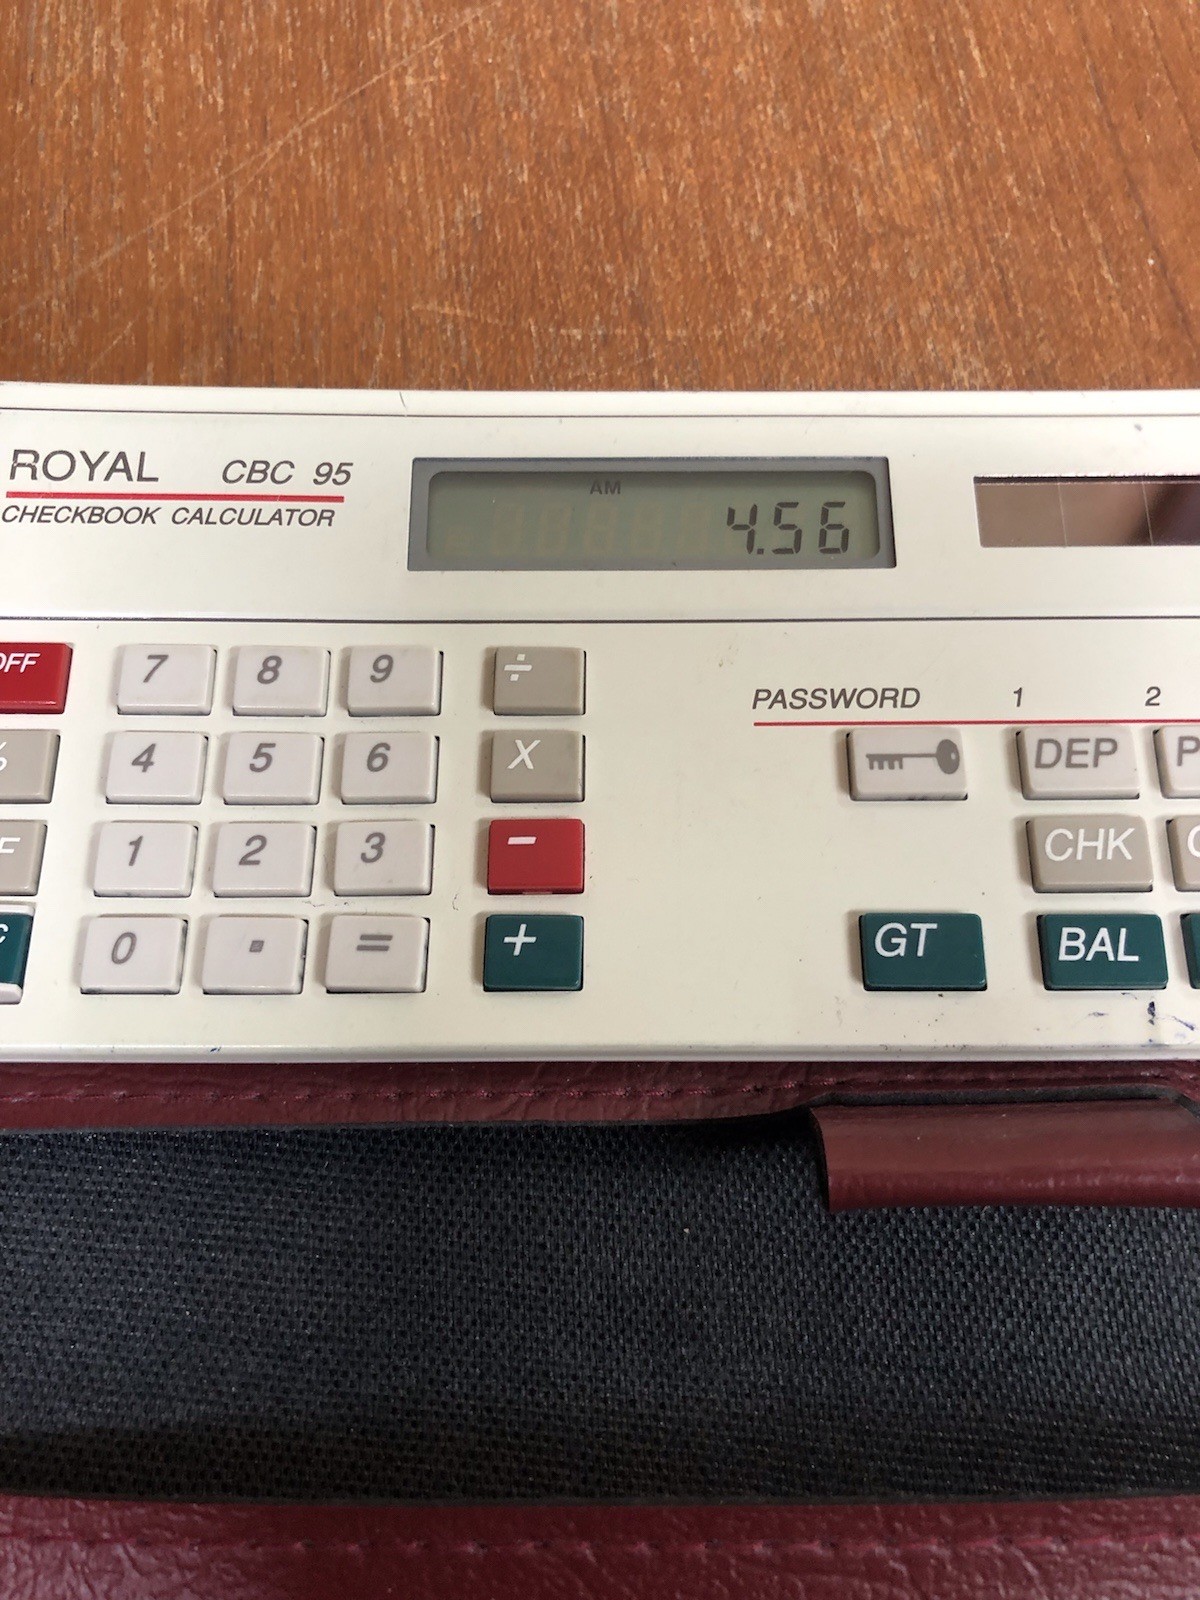 ROYAL CBC 95
CHECKBOOK CALCULATOR
AM
4.56
OFF 7 8 9 ÷
PASSWORD 1 2
% 4 5 6 X DEP P
1 2 3 - CHK
0 . = + GT BAL